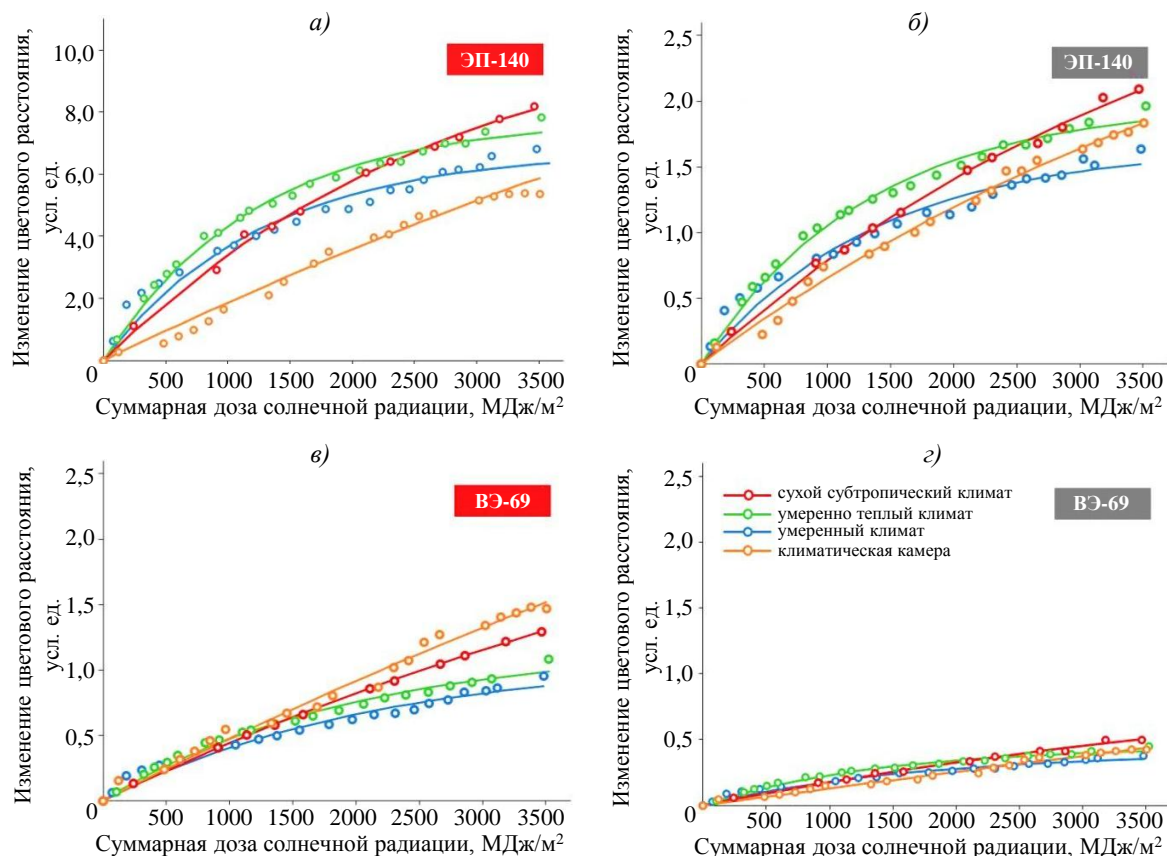 а)
Изменение цветового расстояния,
усл. ед.
10,0
8,0
6,0
4,0
2,0
0
ЭП-140
500 1000 1500 2000 2500 3000 3500
Суммарная доза солнечной радиации, МДж/м²
б)
Изменение цветового расстояния,
усл. ед.
2,5
2,0
1,5
1,0
0,5
0
ЭП-140
500 1000 1500 2000 2500 3000 3500
Суммарная доза солнечной радиации, МДж/м²
в)
Изменение цветового расстояния,
усл. ед.
2,5
2,0
1,5
1,0
0,5
0
ВЭ-69
500 1000 1500 2000 2500 3000 3500
Суммарная доза солнечной радиации, МДж/м²
г)
Изменение цветового расстояния,
усл. ед.
2,5
2,0
1,5
1,0
0,5
0
сухой субтропический климат
умеренно теплый климат
умеренный климат
климатическая камера
ВЭ-69
500 1000 1500 2000 2500 3000 3500
Суммарная доза солнечной радиации, МДж/м²